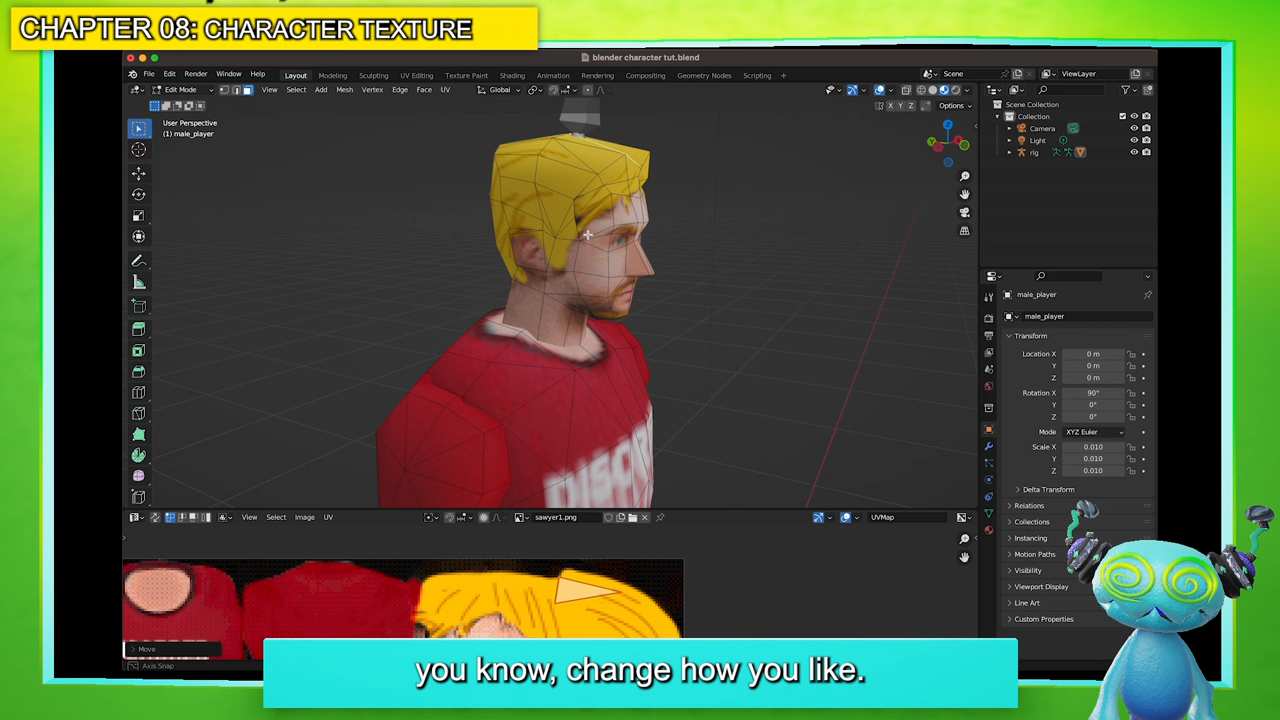 CHAPTER 08: CHARACTER TEXTURE
blender character tut.blend
File Edit Render Window Help Layout Modeling Sculpting UV Editing Texture Paint Shading Animation Rendering Compositing Geometry Nodes Scripting + Scene ViewLayer
Edit Mode View Select Add Mesh Vertex Edge Face UV Global
X Y Z Options
User Perspective
(1) male_player
Scene Collection
Collection
Camera
Light
rig
Z
Y
X
male_player
male_player
Transform
Location X 0 m
Y 0 m
Z 0 m
Rotation X 90°
Y 0°
Z 0°
Mode XYZ Euler
Scale X 0.010
Y 0.010
Z 0.010
Delta Transform
Relations
Collections
Instancing
Motion Paths
Visibility
Viewport Display
Line Art
Custom Properties
DISCOR
View Select Image UV sawyer1.png UVMap
Move
Axis Snap
you know, change how you like.